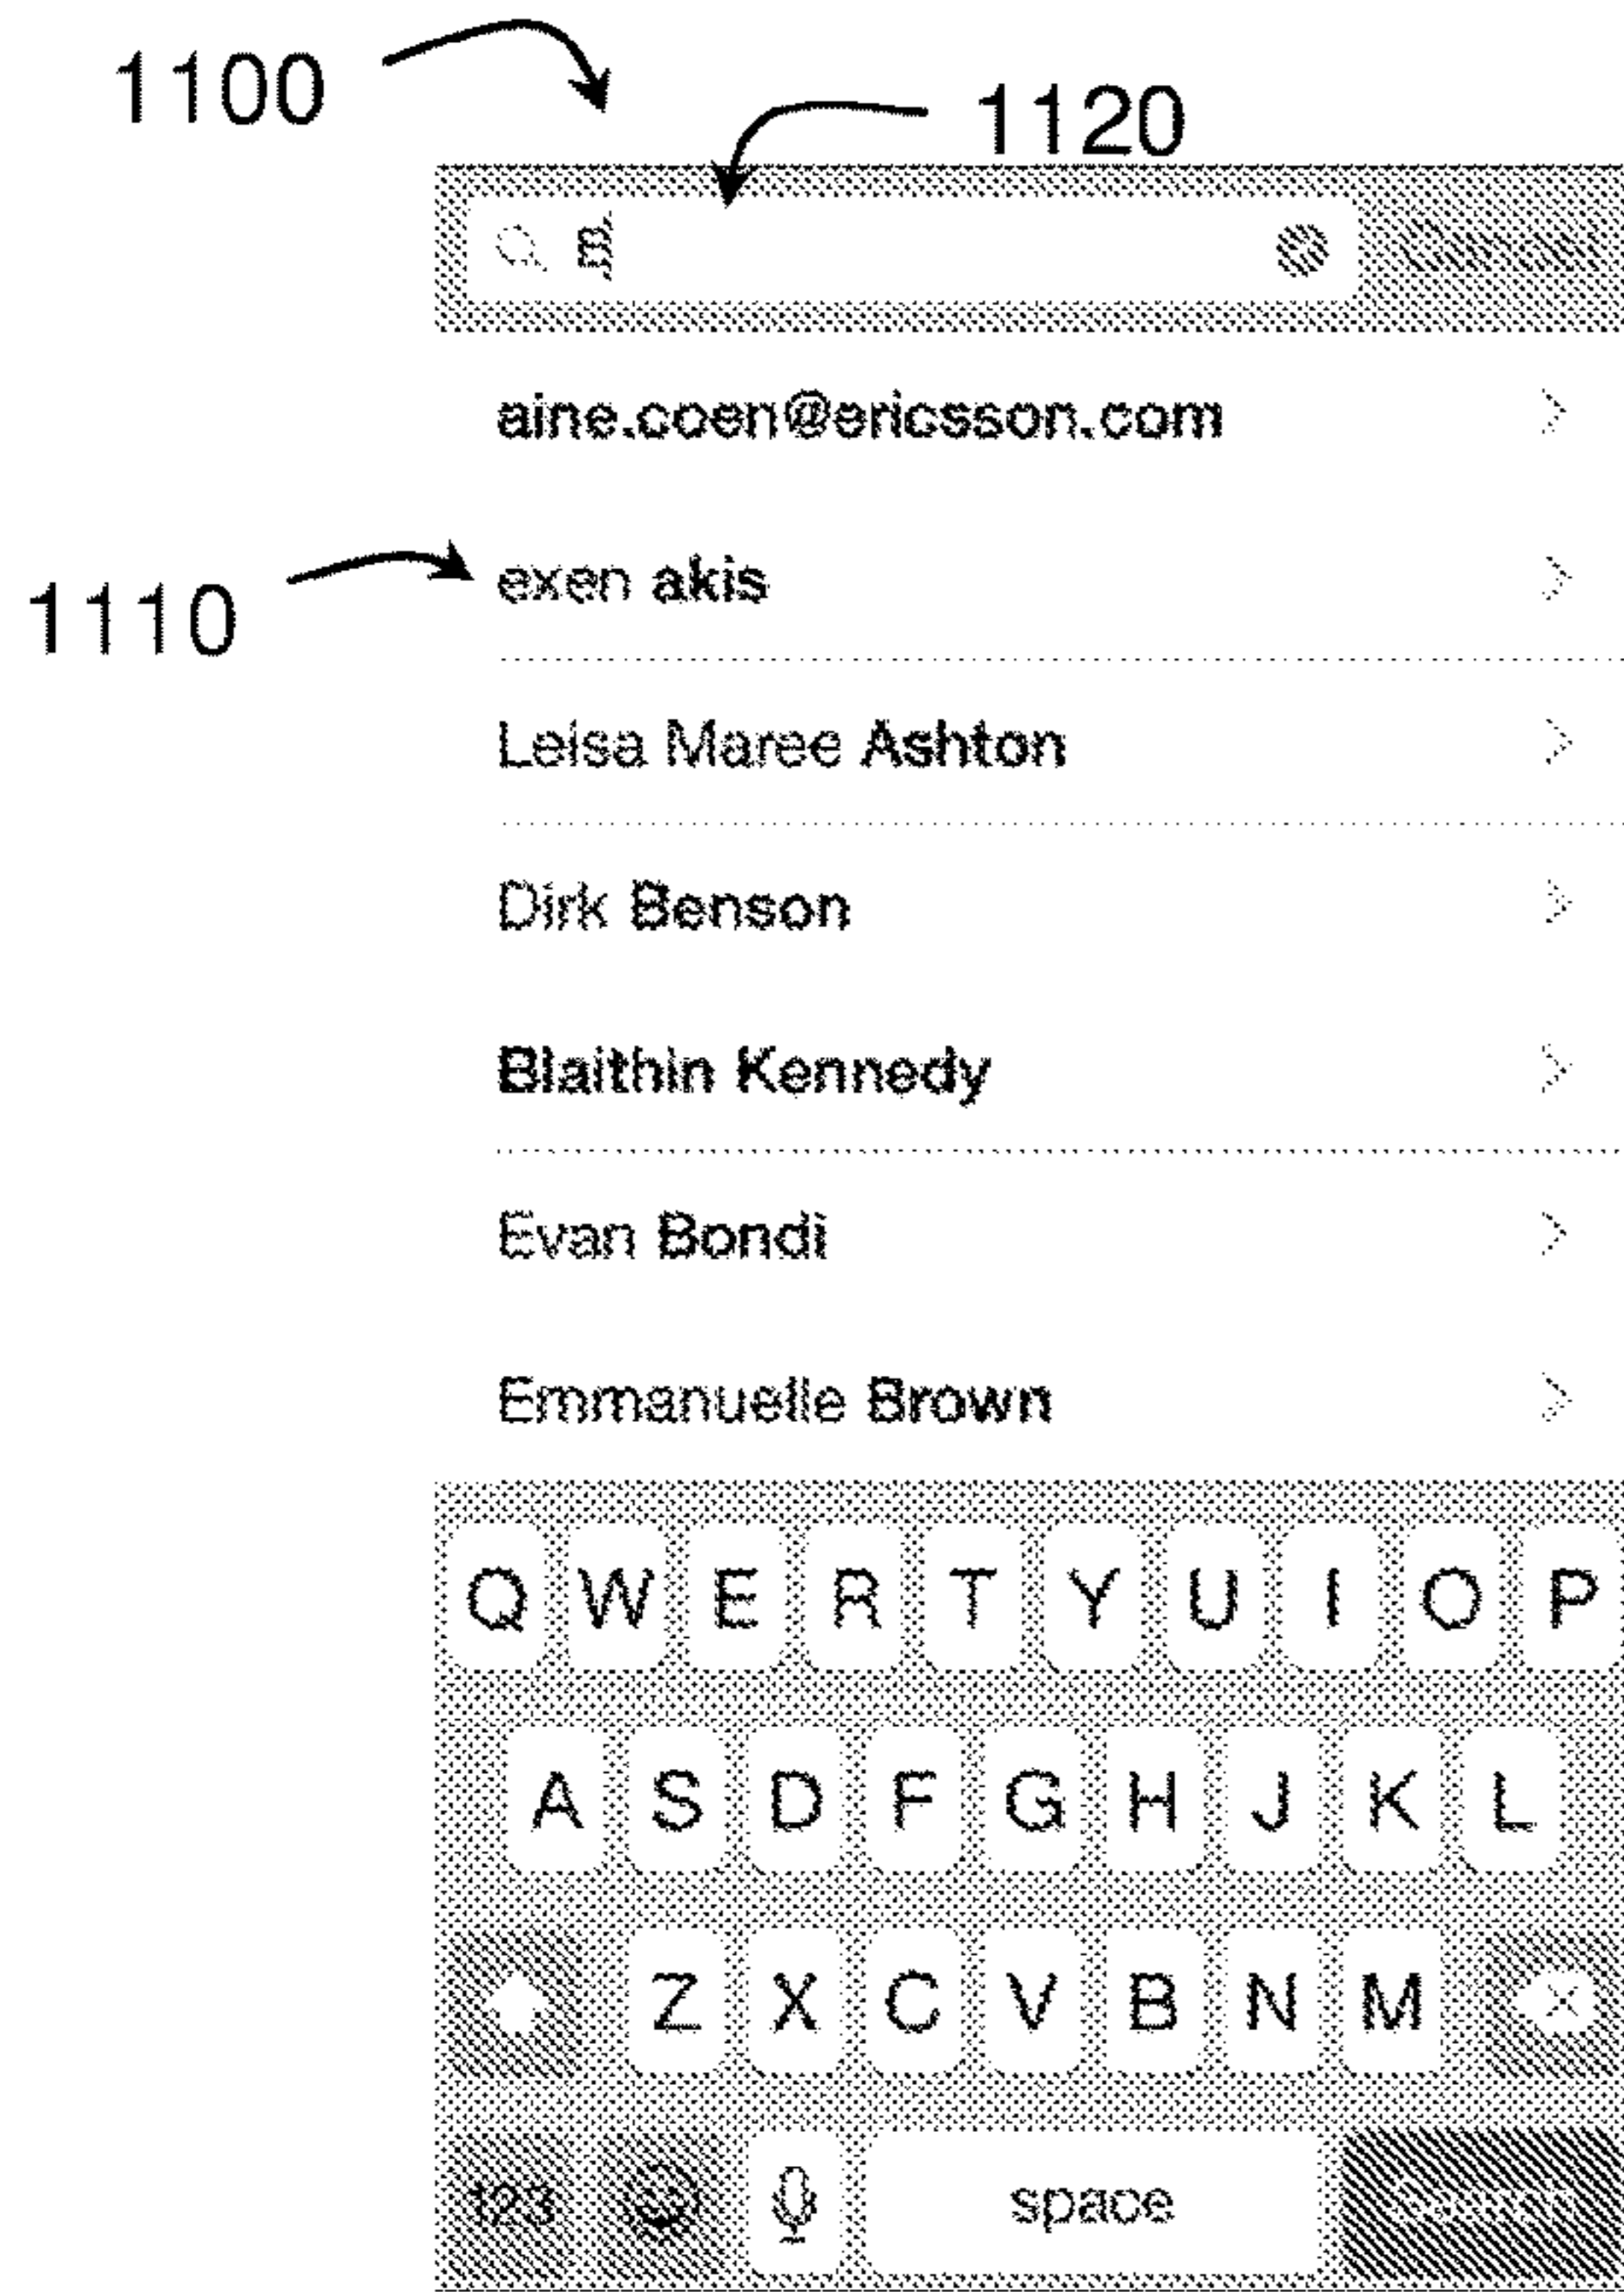 1100
1120
aine.coen@ericsson.com
1110
exen akis
Leisa Maree Ashton
Dirk Benson
Blaithin Kennedy
Evan Bondi
Emmanuelle Brown
Q W E R T Y U I O P
A S D F G H J K L
Z X C V B N M
123 space